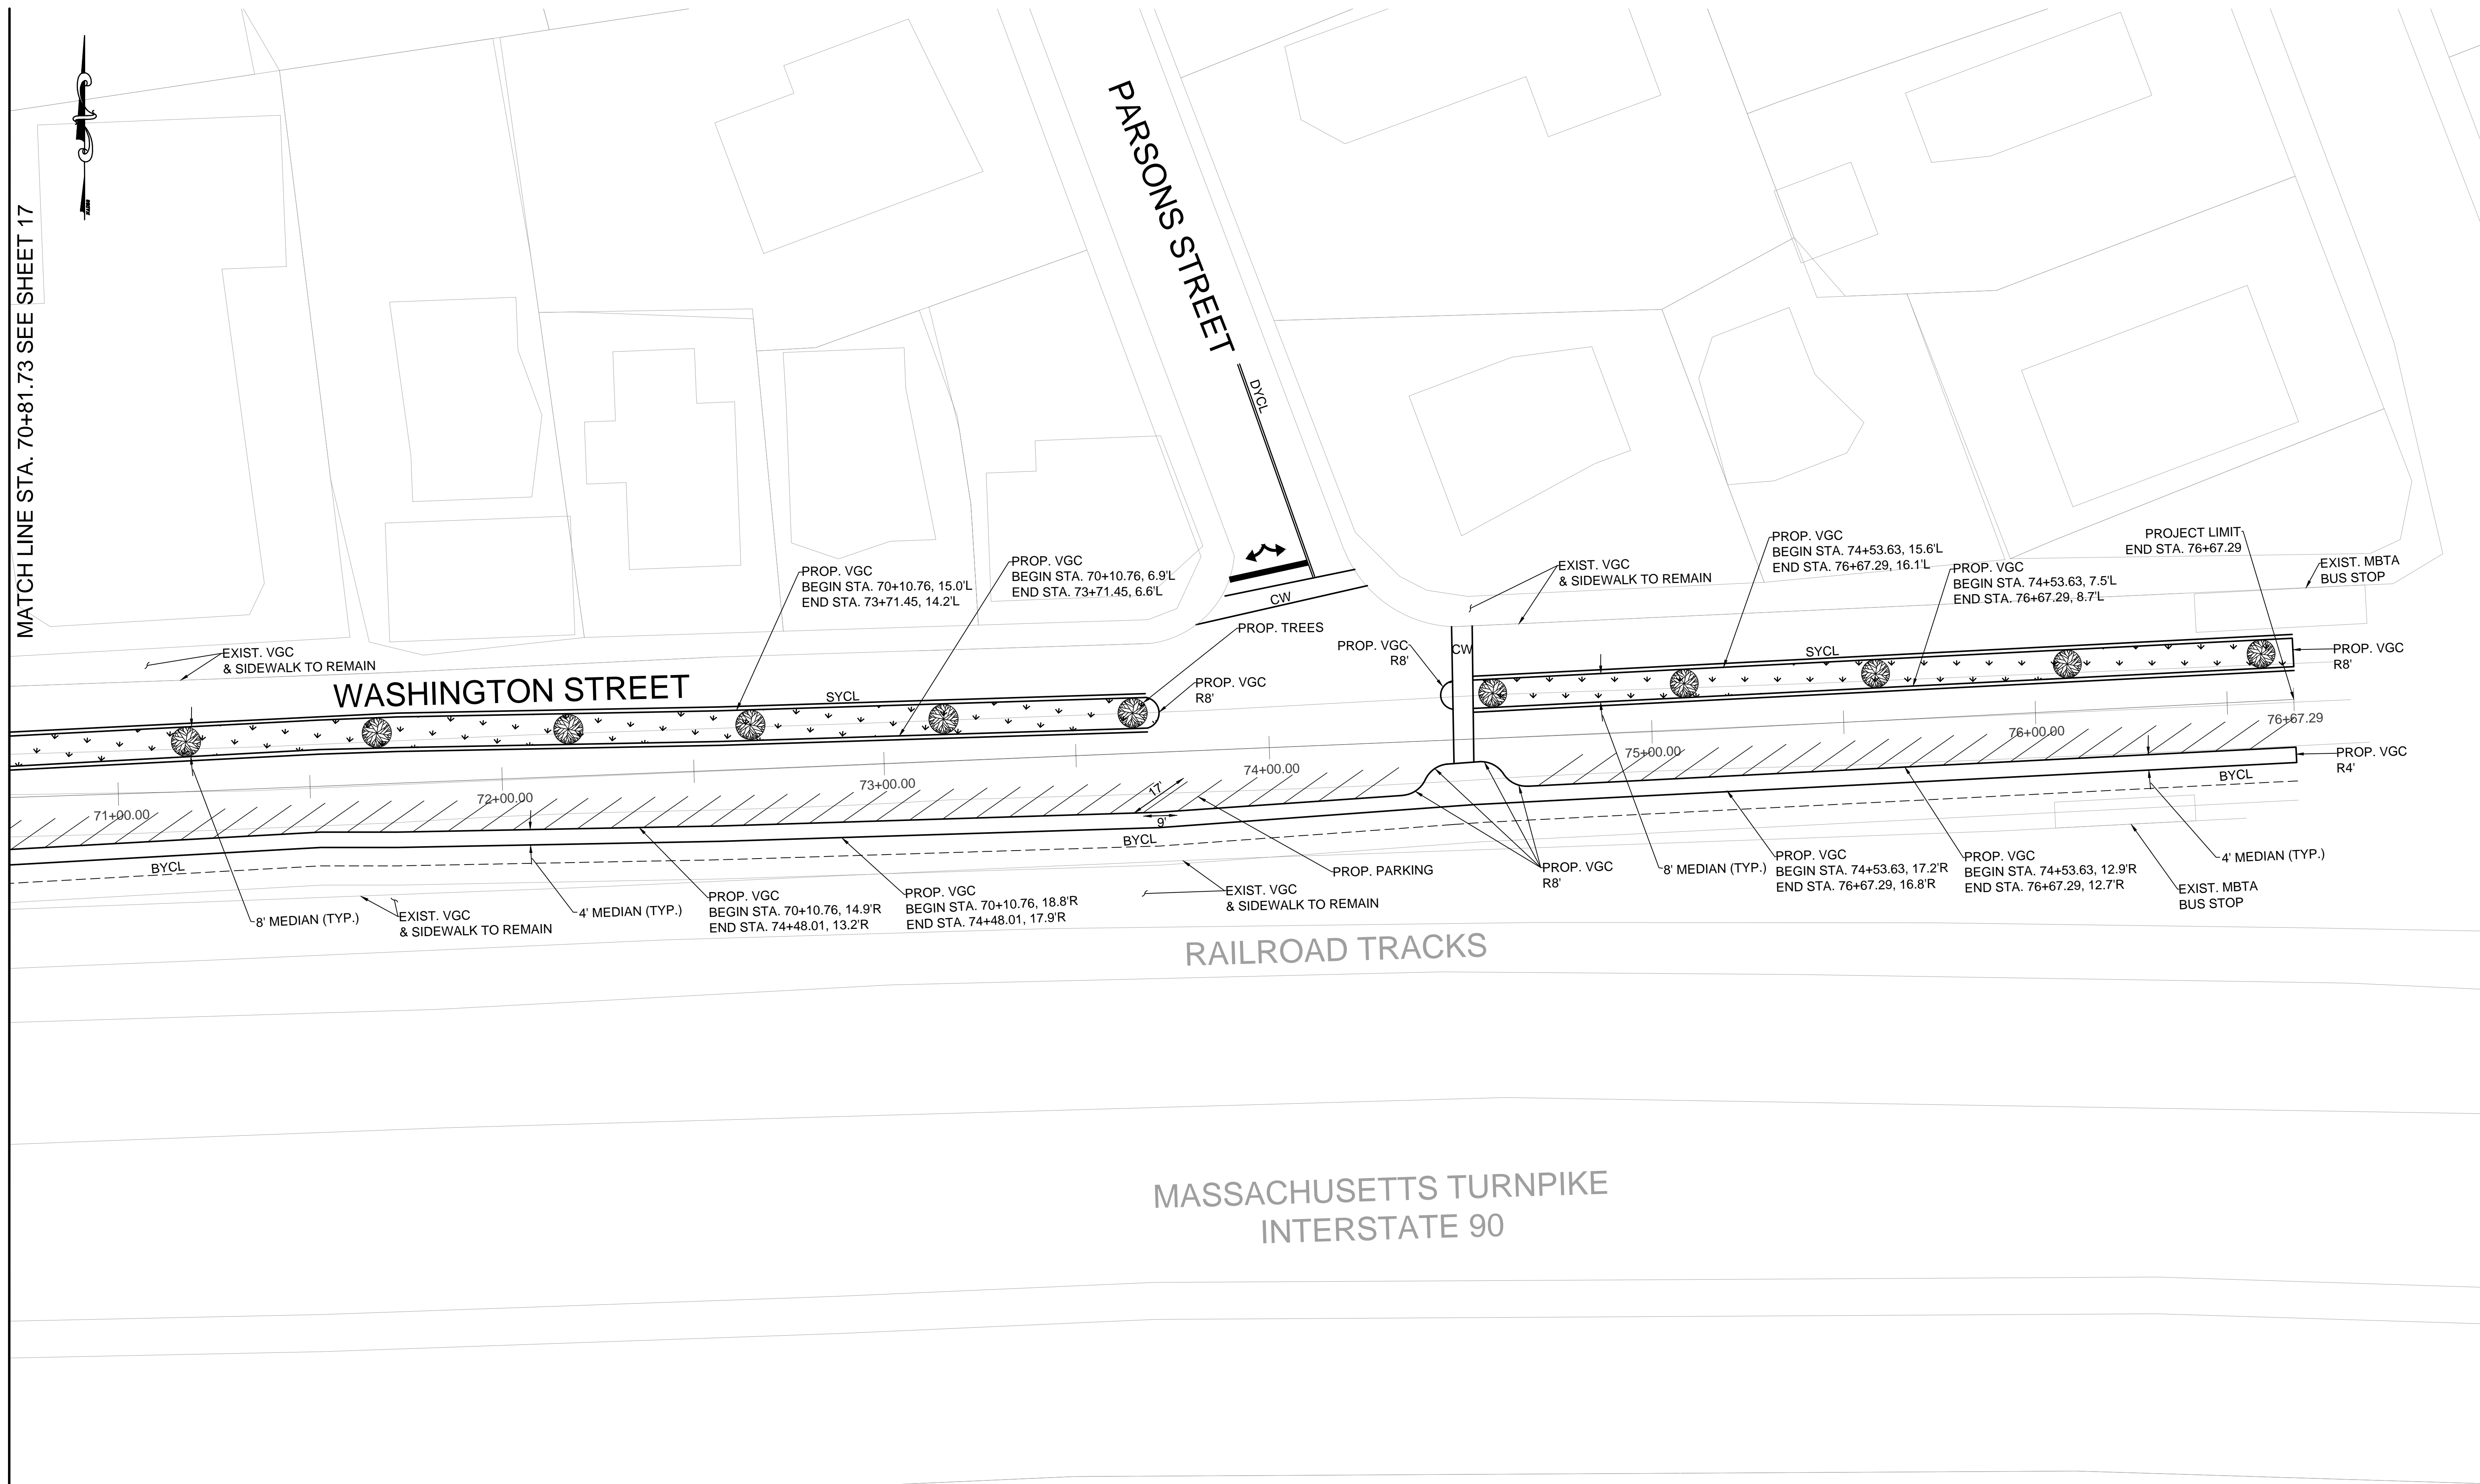 MATCH LINE STA. 70+81.73 SEE SHEET 17
PARSONS STREET
DYCL
CW
PROP. VGC
BEGIN STA. 70+10.76, 15.0'L
END STA. 73+71.45, 14.2'L
PROP. VGC
BEGIN STA. 70+10.76, 6.9'L
END STA. 73+71.45, 6.6'L
EXIST. VGC
& SIDEWALK TO REMAIN
PROP. VGC
BEGIN STA. 74+53.63, 15.6'L
END STA. 76+67.29, 16.1'L
PROP. VGC
BEGIN STA. 74+53.63, 7.5'L
END STA. 76+67.29, 8.7'L
PROJECT LIMIT
END STA. 76+67.29
EXIST. MBTA
BUS STOP
EXIST. VGC
& SIDEWALK TO REMAIN
WASHINGTON STREET
SYCL
PROP. TREES
PROP. VGC
R8'
PROP. VGC
R8'
CW
SYCL
PROP. VGC
R8'
71+00.00
72+00.00
73+00.00
74+00.00
75+00.00
76+00.00
76+67.29
17'
9'
PROP. VGC
R4'
BYCL
BYCL
BYCL
8' MEDIAN (TYP.)
EXIST. VGC
& SIDEWALK TO REMAIN
4' MEDIAN (TYP.)
PROP. VGC
BEGIN STA. 70+10.76, 14.9'R
END STA. 74+48.01, 13.2'R
PROP. VGC
BEGIN STA. 70+10.76, 18.8'R
END STA. 74+48.01, 17.9'R
EXIST. VGC
& SIDEWALK TO REMAIN
PROP. PARKING
PROP. VGC
R8'
8' MEDIAN (TYP.)
PROP. VGC
BEGIN STA. 74+53.63, 17.2'R
END STA. 76+67.29, 16.8'R
PROP. VGC
BEGIN STA. 74+53.63, 12.9'R
END STA. 76+67.29, 12.7'R
4' MEDIAN (TYP.)
EXIST. MBTA
BUS STOP
RAILROAD TRACKS
MASSACHUSETTS TURNPIKE
INTERSTATE 90